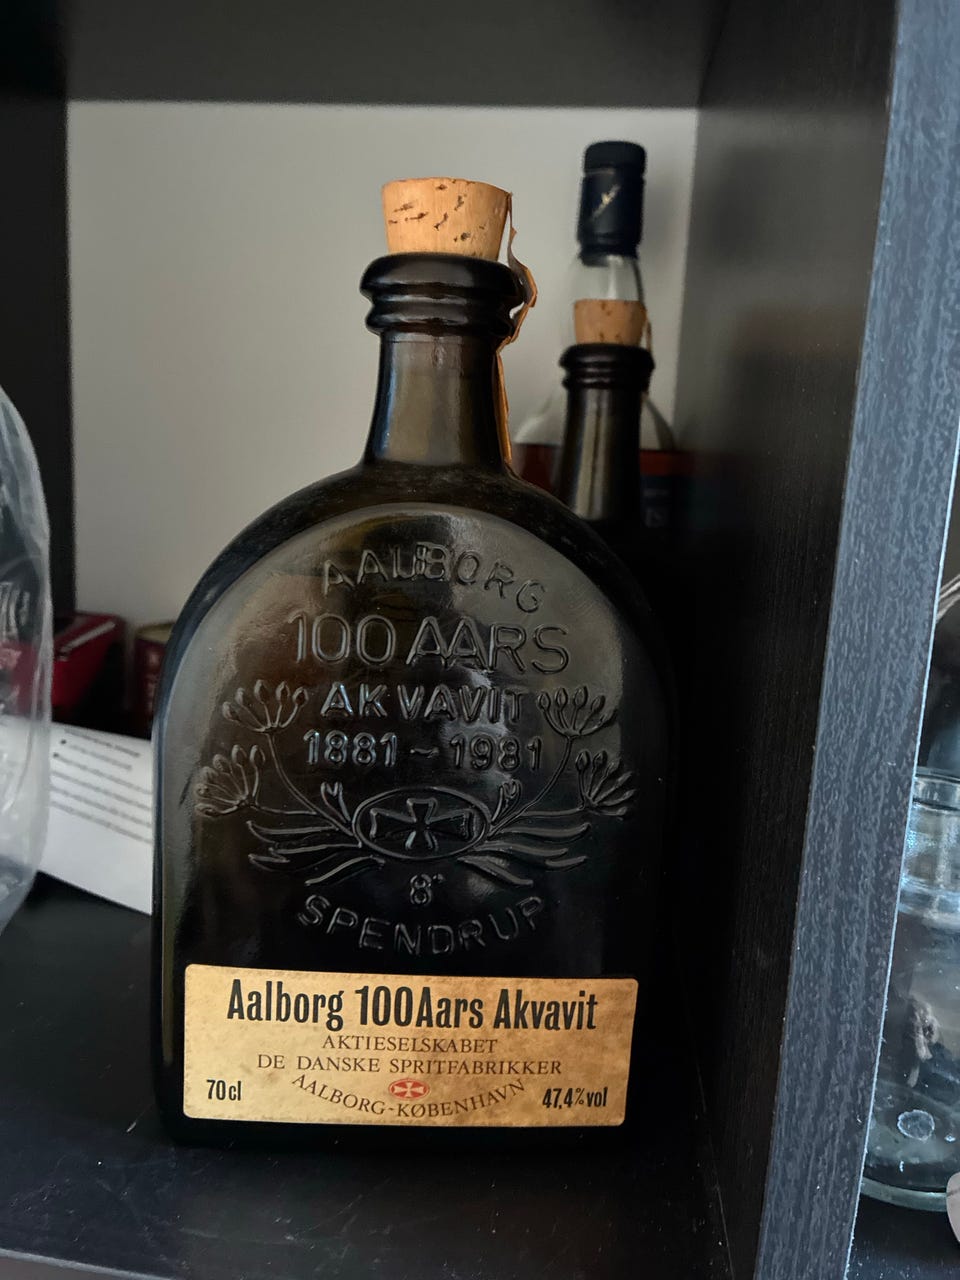 AALBORG
100 AARS
AKVAVIT
1881 - 1981
8°
SPENDRUP
Aalborg 100Aars Akvavit
AKTIESELSKABET
DE DANSKE SPRITFABRIKKER
AALBORG-KØBENHAVN
70cl
47,4% vol